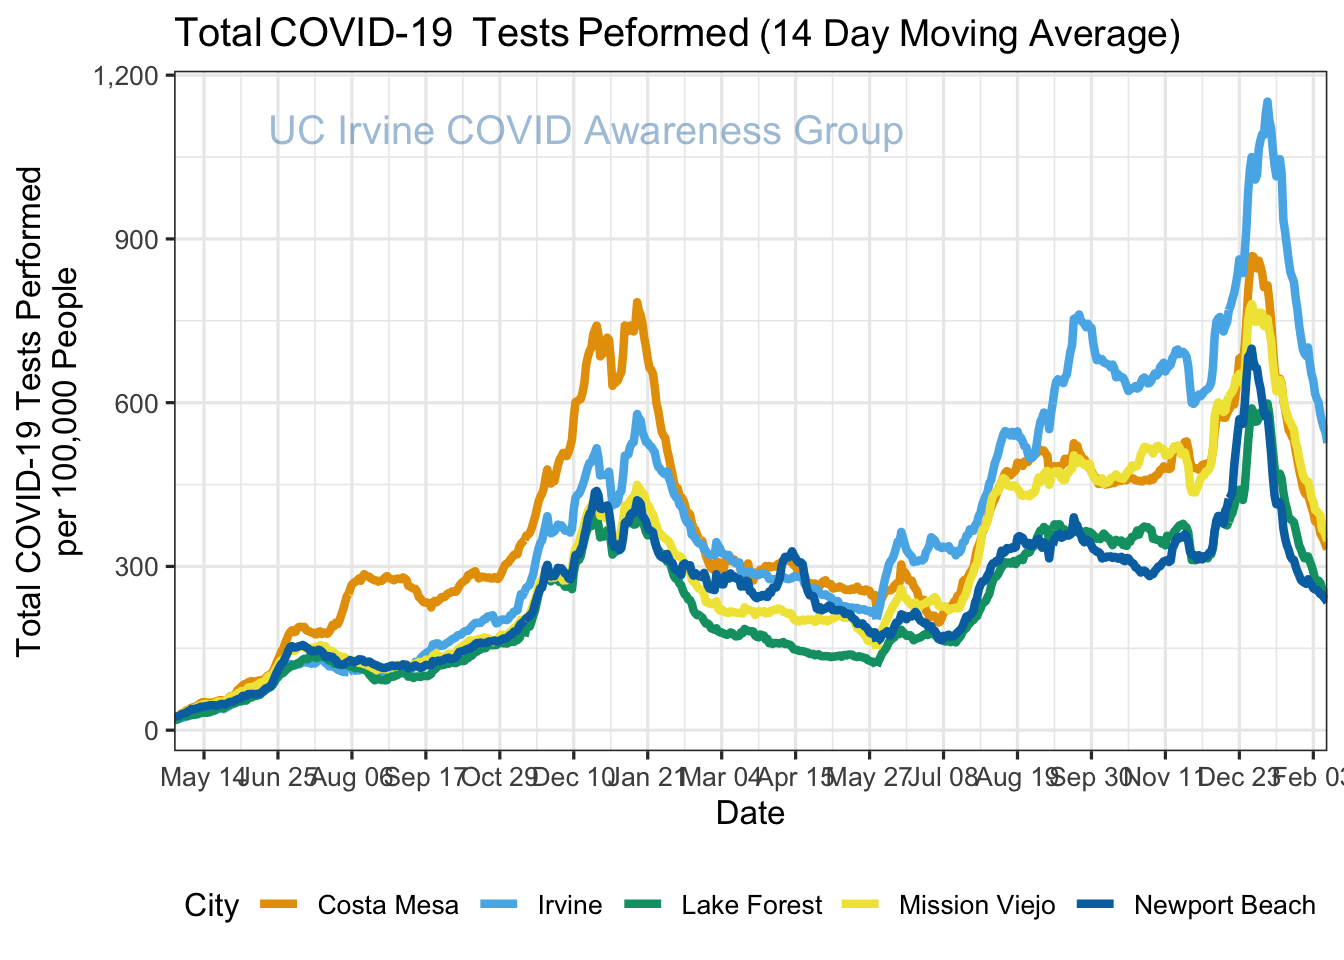 Total COVID-19 Tests Peformed (14 Day Moving Average)
1,200
UC Irvine COVID Awareness Group
900
600
300
0
Total COVID-19 Tests Performed
per 100,000 People
May 14 Jun 25 Aug 06 Sep 17 Oct 29 Dec 10 Jan 21 Mar 04 Apr 15 May 27 Jul 08 Aug 19 Sep 30 Nov 11 Dec 23 Feb 03
Date
City Costa Mesa Irvine Lake Forest Mission Viejo Newport Beach